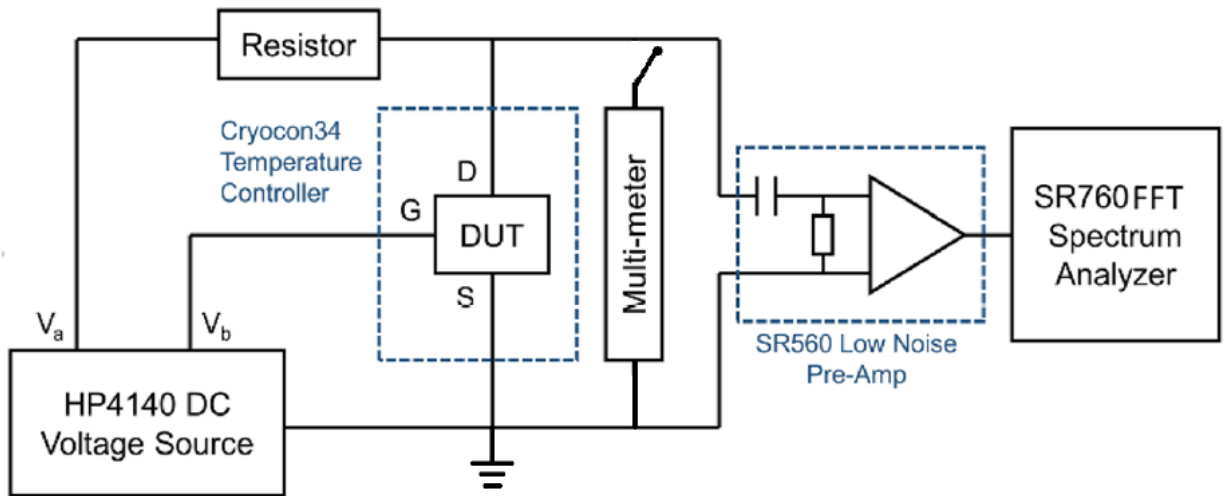 Resistor
Cryocon34
Temperature
Controller
D
G
DUT
S
Multi-meter
SR760FFT
Spectrum
Analyzer
SR560 Low Noise
Pre-Amp
Va
Vb
HP4140 DC
Voltage Source